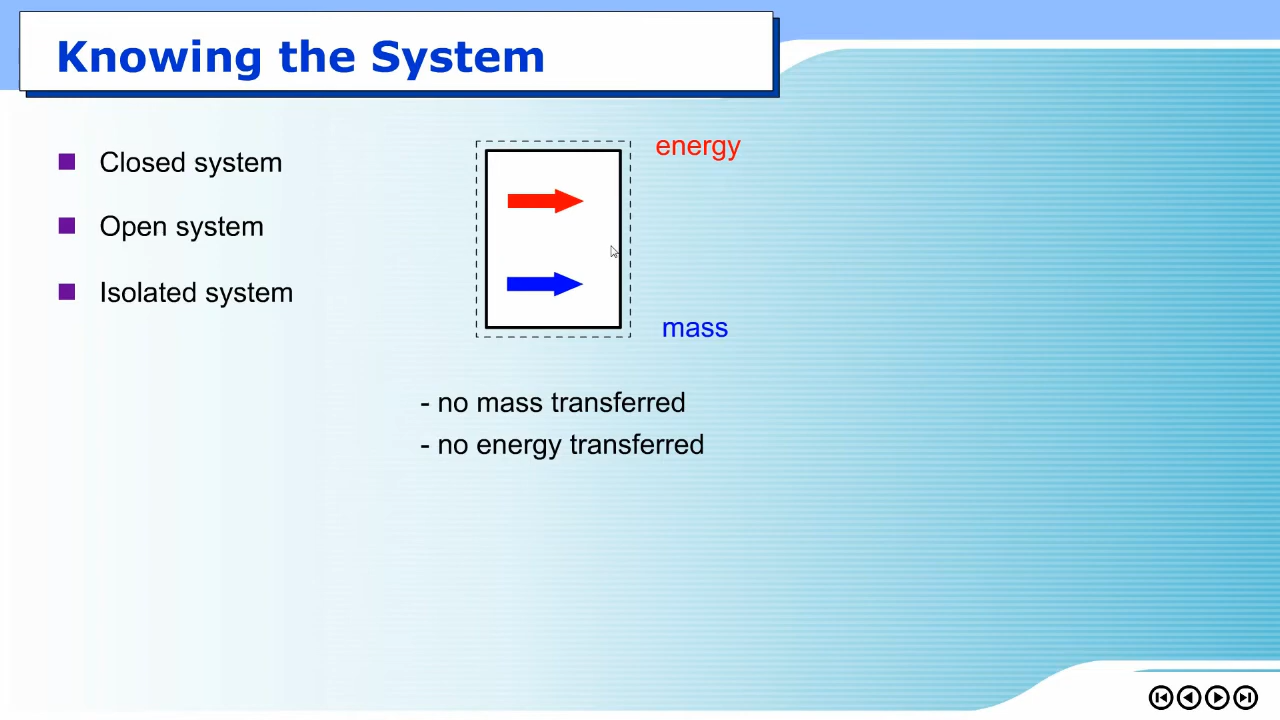 Knowing the System
Closed system
Open system
Isolated system
energy
mass
- no mass transferred
- no energy transferred